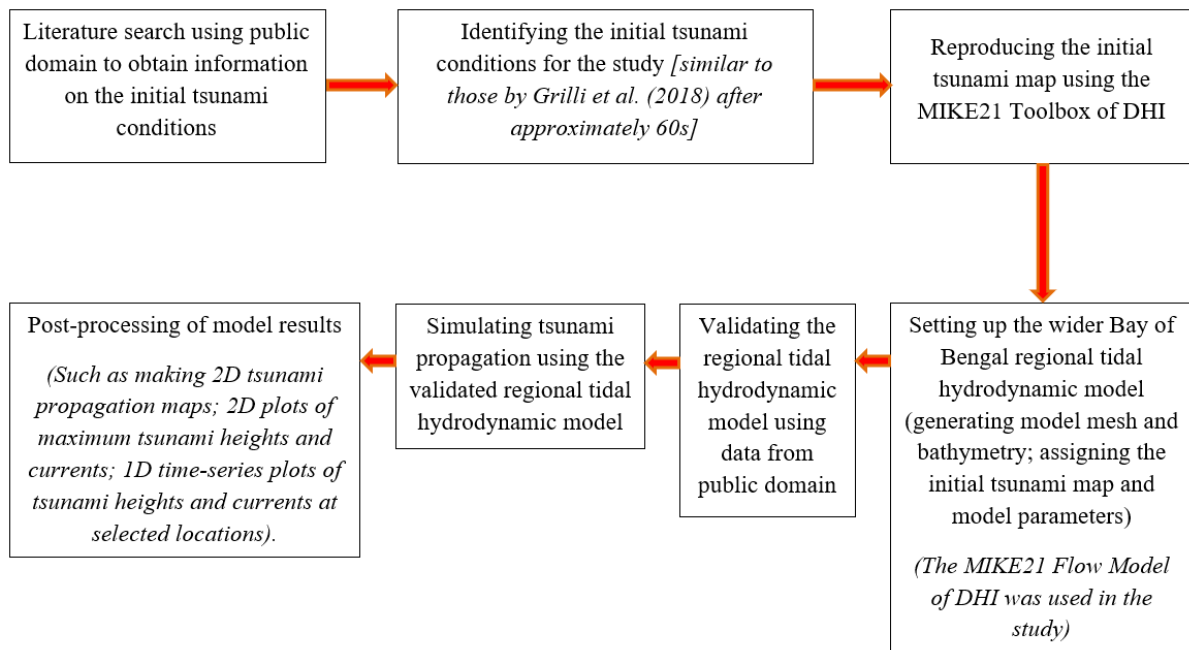 Literature search using public
domain to obtain information
on the initial tsunami
conditions
Identifying the initial tsunami
conditions for the study [similar to
those by Grilli et al. (2018) after
approximately 60s]
Reproducing the initial
tsunami map using the
MIKE21 Toolbox of DHI
Setting up the wider Bay of
Bengal regional tidal
hydrodynamic model
(generating model mesh and
bathymetry; assigning the
initial tsunami map and
model parameters)
(The MIKE21 Flow Model
of DHI was used in the
study)
Validating the
regional tidal
hydrodynamic
model using
data from
public domain
Simulating tsunami
propagation using the
validated regional tidal
hydrodynamic model
Post-processing of model results
(Such as making 2D tsunami
propagation maps; 2D plots of
maximum tsunami heights and
currents; 1D time-series plots of
tsunami heights and currents at
selected locations).